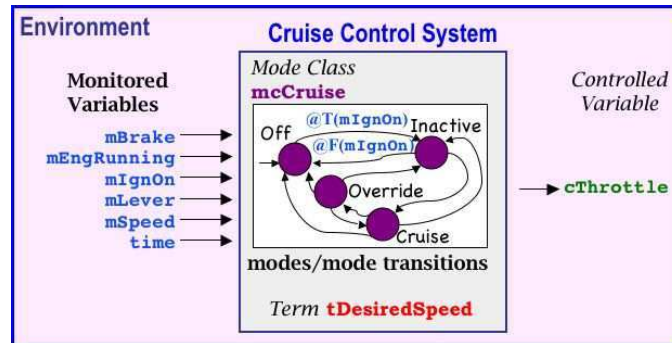 Environment
Cruise Control System
Monitored
Variables
mBrake
mEngRunning
mIgnOn
mLever
mSpeed
time
Mode Class
mcCruise
@T(mIgnOn)
Off
Inactive
@F(mIgnOn)
Override
Cruise
modes/mode transitions
Term tDesiredSpeed
Controlled
Variable
cThrottle